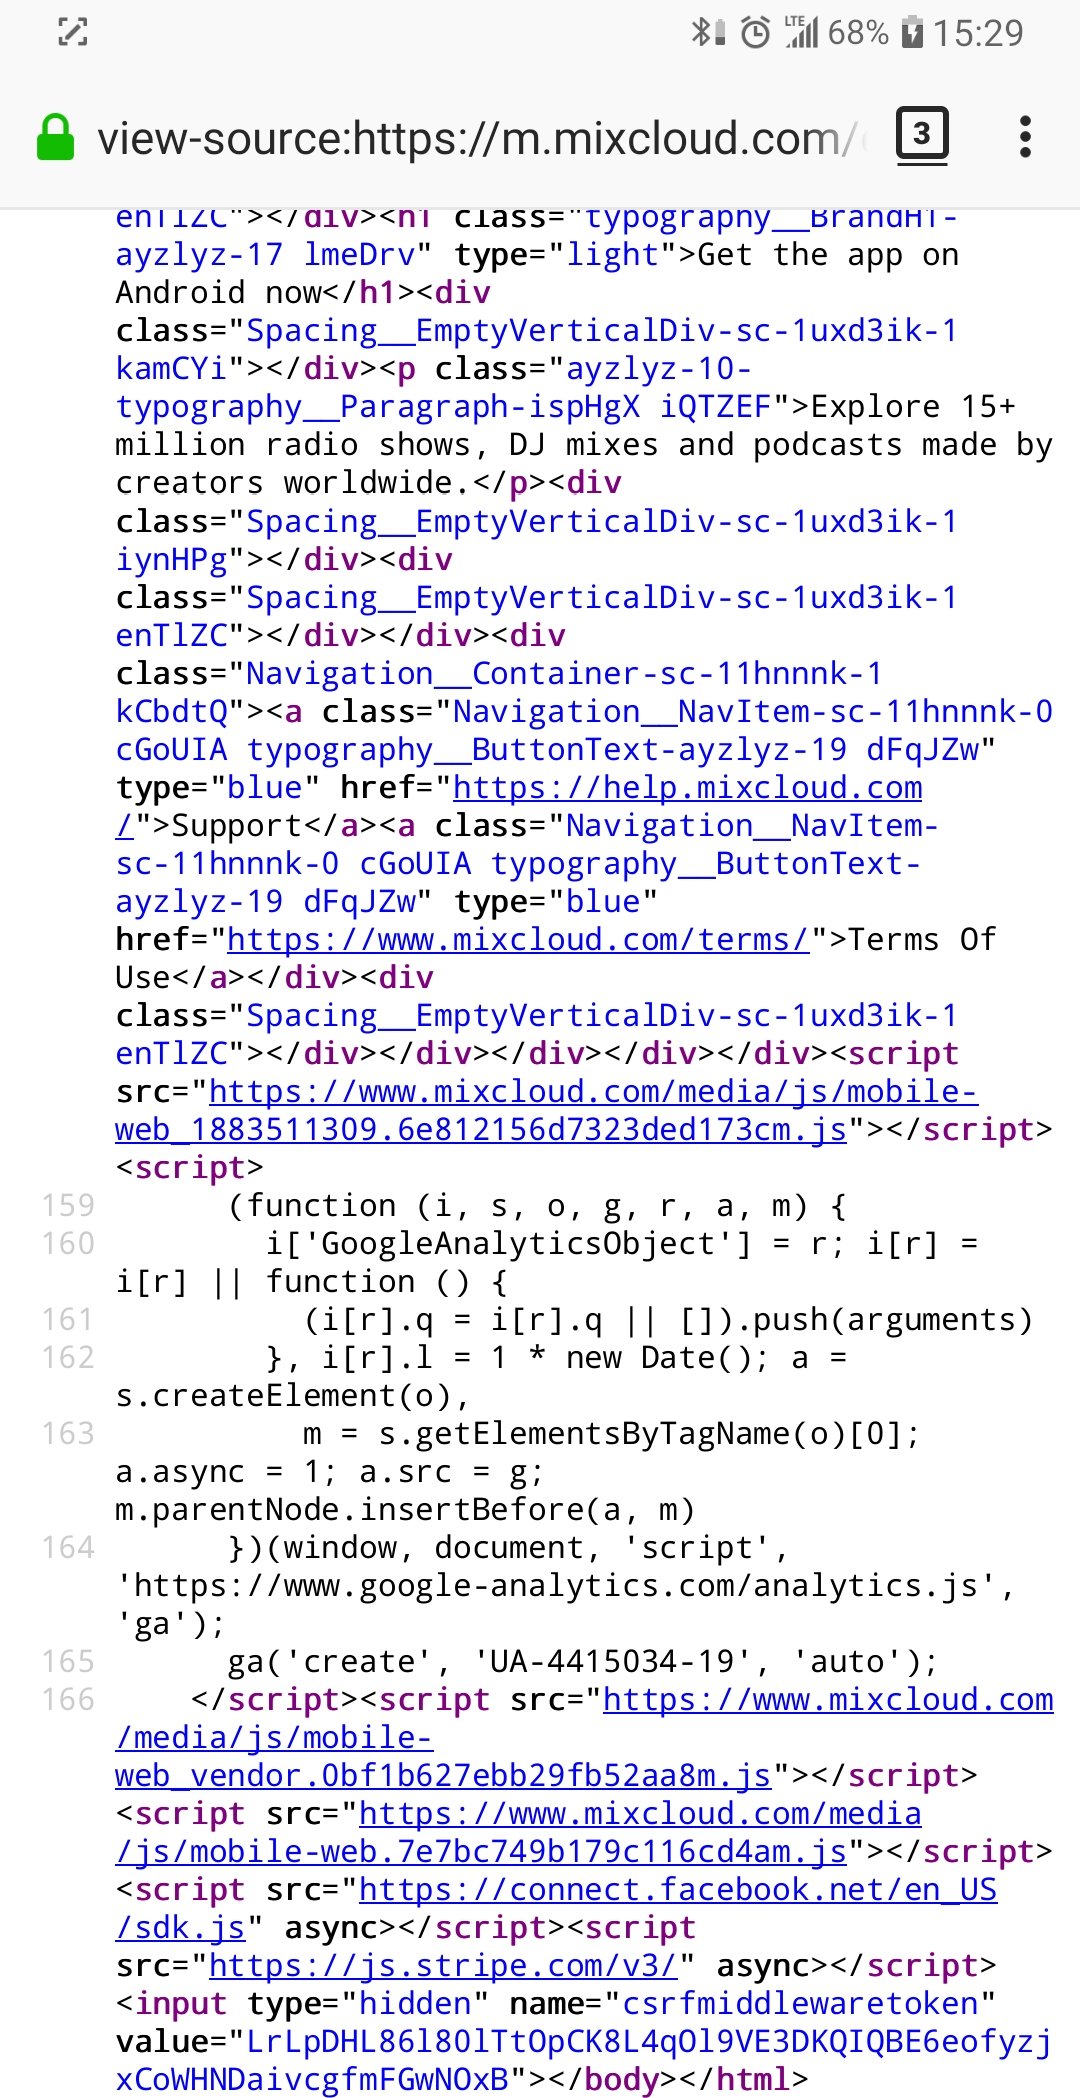 LTE 68% 15:29
view-source:https://m.mixcloud.com/ 3
enTlZC"></div><h1 class="typography__BrandH1-
ayzlyz-17 lmeDrv" type="light">Get the app on
Android now</h1><div
class="Spacing__EmptyVerticalDiv-sc-1uxd3ik-1
kamCYi"></div><p class="ayzlyz-10-
typography__Paragraph-ispHgX iQTZEF">Explore 15+
million radio shows, DJ mixes and podcasts made by
creators worldwide.</p><div
class="Spacing__EmptyVerticalDiv-sc-1uxd3ik-1
iynHPg"></div><div
class="Spacing__EmptyVerticalDiv-sc-1uxd3ik-1
enTlZC"></div></div><div
class="Navigation__Container-sc-11hnnnk-1
kCbdtQ"><a class="Navigation__NavItem-sc-11hnnnk-0
cGoUIA typography__ButtonText-ayzlyz-19 dFqJZw"
type="blue" href="https://help.mixcloud.com
/">Support</a><a class="Navigation__NavItem-
sc-11hnnnk-0 cGoUIA typography__ButtonText-
ayzlyz-19 dFqJZw" type="blue"
href="https://www.mixcloud.com/terms/">Terms Of
Use</a></div><div
class="Spacing__EmptyVerticalDiv-sc-1uxd3ik-1
enTlZC"></div></div></div></div></div><script
src="https://www.mixcloud.com/media/js/mobile-
web_1883511309.6e812156d7323ded173cm.js"></script>
<script>
159 (function (i, s, o, g, r, a, m) {
160 i['GoogleAnalyticsObject'] = r; i[r] =
i[r] || function () {
161 (i[r].q = i[r].q || []).push(arguments)
162 }, i[r].l = 1 * new Date(); a =
s.createElement(o),
163 m = s.getElementsByTagName(o)[0];
a.async = 1; a.src = g;
m.parentNode.insertBefore(a, m)
164 })(window, document, 'script',
'https://www.google-analytics.com/analytics.js',
'ga');
165 ga('create', 'UA-4415034-19', 'auto');
166 </script><script src="https://www.mixcloud.com
/media/js/mobile-
web_vendor.0bf1b627ebb29fb52aa8m.js"></script>
<script src="https://www.mixcloud.com/media
/js/mobile-web.7e7bc749b179c116cd4am.js"></script>
<script src="https://connect.facebook.net/en_US
/sdk.js" async></script><script
src="https://js.stripe.com/v3/" async></script>
<input type="hidden" name="csrfmiddlewaretoken"
value="LrLpDHL86l8OlTtOpCK8L4qOl9VE3DKQIQBE6eofyzj
xCoWHNDaivcgfmFGwNOxB"></body></html>